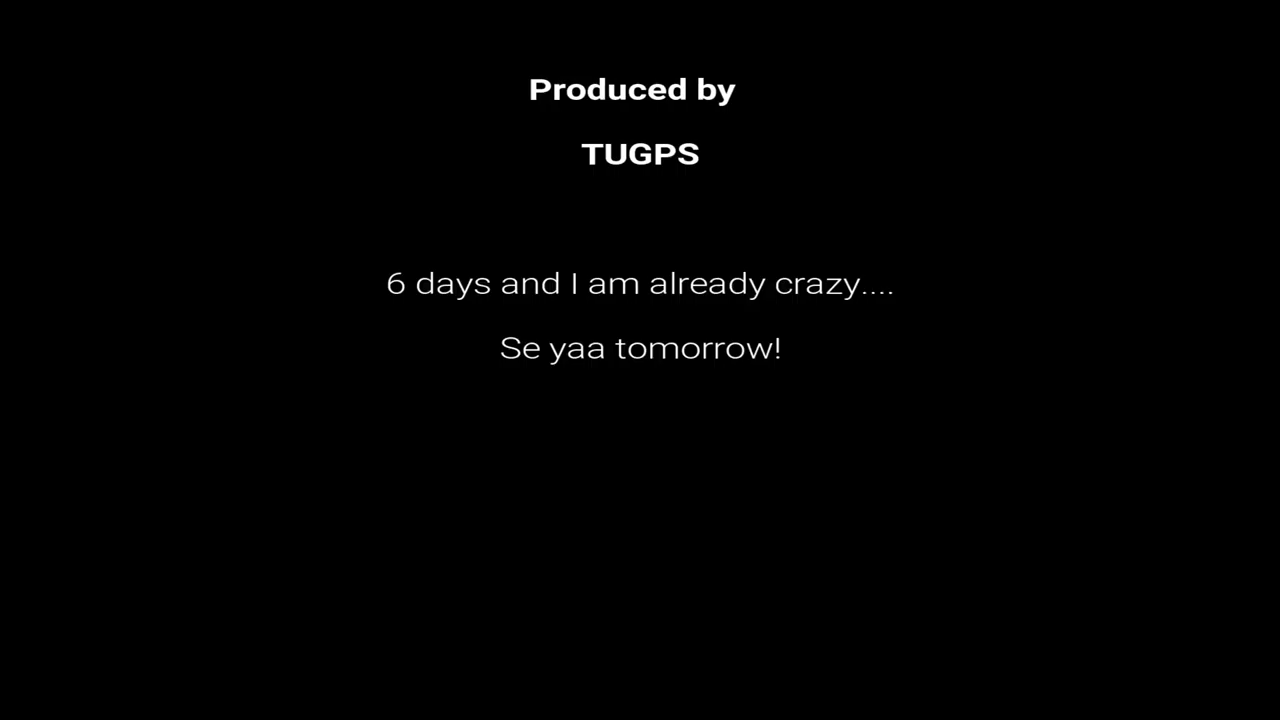 Produced by
TUGPS
6 days and I am already crazy....
Se yaa tomorrow!